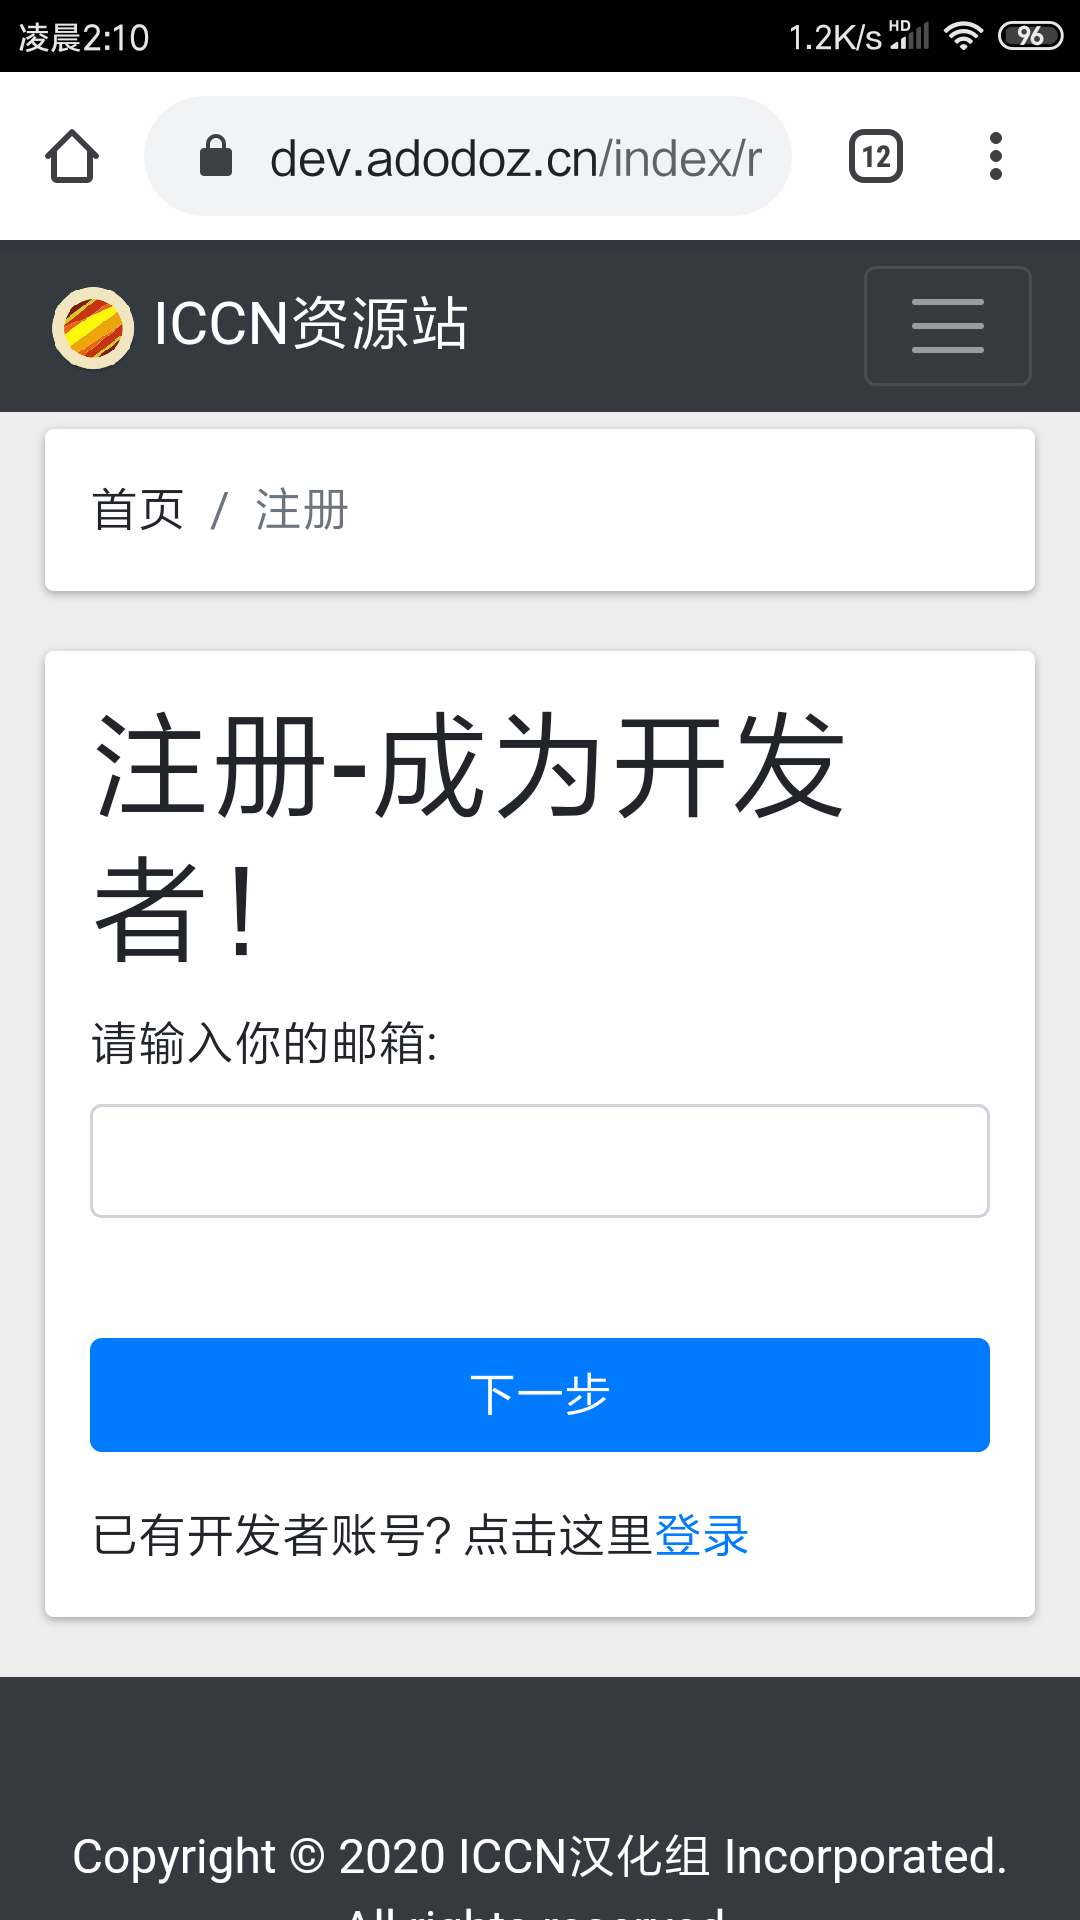 凌晨2:10
1.2K/s HD 96
dev.adodoz.cn/index/r
12
ICCN资源站
首页 / 注册
注册-成为开发
者！
请输入你的邮箱:
下一步
已有开发者账号? 点击这里登录
Copyright © 2020 ICCN汉化组 Incorporated.
All rights reserved.